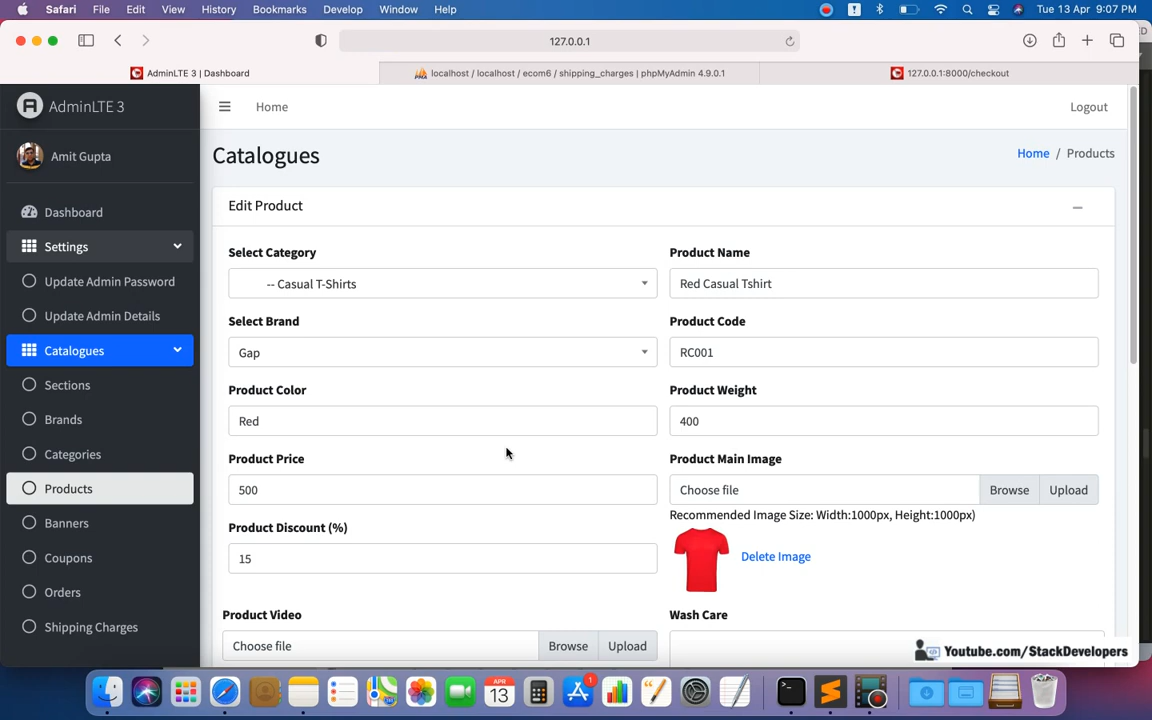 Safari File Edit View History Bookmarks Develop Window Help Tue 13 Apr 9:07 PM
127.0.0.1
AdminLTE 3 | Dashboard
localhost / localhost / ecom6 / shipping_charges | phpMyAdmin 4.9.0.1
127.0.0.1:8000/checkout
AdminLTE 3
Home
Logout
Amit Gupta
Catalogues
Home / Products
Dashboard
Settings
Update Admin Password
Update Admin Details
Catalogues
Sections
Brands
Categories
Products
Banners
Coupons
Orders
Shipping Charges
Edit Product
Select Category
-- Casual T-Shirts
Product Name
Red Casual Tshirt
Select Brand
Gap
Product Code
RC001
Product Color
Red
Product Weight
400
Product Price
500
Product Main Image
Choose file Browse Upload
Recommended Image Size: Width:1000px, Height:1000px)
Delete Image
Product Discount (%)
15
Product Video
Choose file Browse Upload
Wash Care
Youtube.com/StackDevelopers
APR
13
1